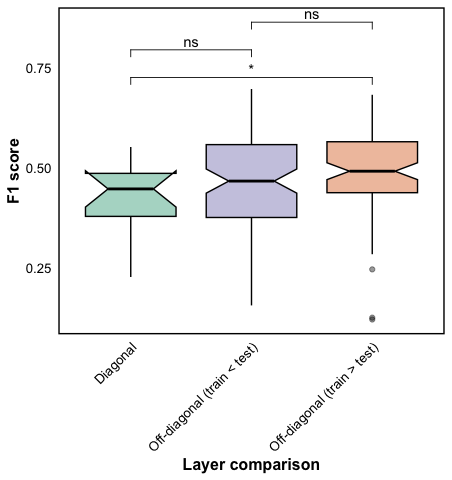 ns
ns
*
0.75
0.50
0.25
F1 score
Diagonal
Off-diagonal (train < test)
Off-diagonal (train > test)
Layer comparison